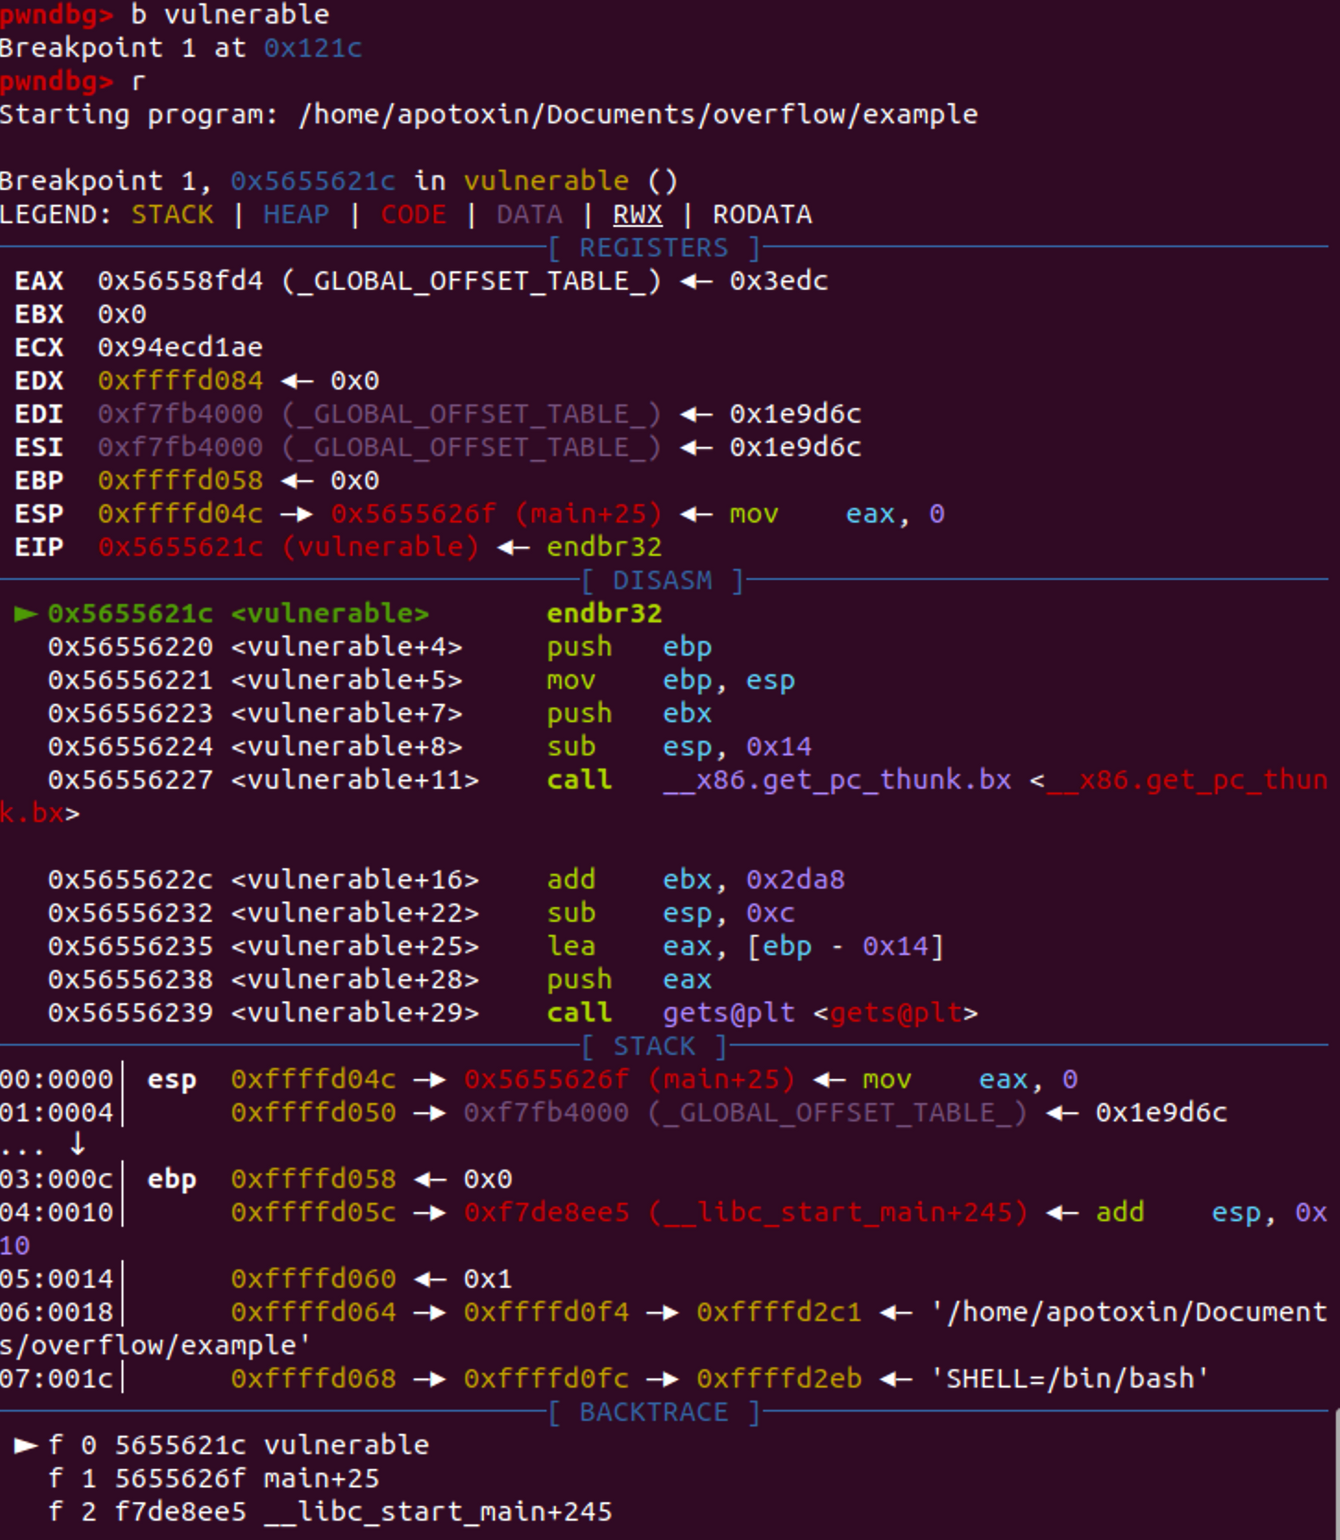 pwndbg> b vulnerable
Breakpoint 1 at 0x121c
pwndbg> r
Starting program: /home/apotoxin/Documents/overflow/example
Breakpoint 1, 0x5655621c in vulnerable ()
LEGEND: STACK | HEAP | CODE | DATA | RWX | RODATA
[ REGISTERS ]
EAX  0x56558fd4 (_GLOBAL_OFFSET_TABLE_) ◂— 0x3edc
EBX  0x0
ECX  0x94ecd1ae
EDX  0xffffd084 ◂— 0x0
EDI  0xf7fb4000 (_GLOBAL_OFFSET_TABLE_) ◂— 0x1e9d6c
ESI  0xf7fb4000 (_GLOBAL_OFFSET_TABLE_) ◂— 0x1e9d6c
EBP  0xffffd058 ◂— 0x0
ESP  0xffffd04c —▸ 0x5655626f (main+25) ◂— mov    eax, 0
EIP  0x5655621c (vulnerable) ◂— endbr32
[ DISASM ]
► 0x5655621c <vulnerable>       endbr32
0x56556220 <vulnerable+4>     push   ebp
0x56556221 <vulnerable+5>     mov    ebp, esp
0x56556223 <vulnerable+7>     push   ebx
0x56556224 <vulnerable+8>     sub    esp, 0x14
0x56556227 <vulnerable+11>    call   __x86.get_pc_thunk.bx <__x86.get_pc_thun
k.bx>
0x5655622c <vulnerable+16>    add    ebx, 0x2da8
0x56556232 <vulnerable+22>    sub    esp, 0xc
0x56556235 <vulnerable+25>    lea    eax, [ebp - 0x14]
0x56556238 <vulnerable+28>    push   eax
0x56556239 <vulnerable+29>    call   gets@plt <gets@plt>
[ STACK ]
00:0000│ esp  0xffffd04c —▸ 0x5655626f (main+25) ◂— mov    eax, 0
01:0004│      0xffffd050 —▸ 0xf7fb4000 (_GLOBAL_OFFSET_TABLE_) ◂— 0x1e9d6c
... ↓
03:000c│ ebp  0xffffd058 ◂— 0x0
04:0010│      0xffffd05c —▸ 0xf7de8ee5 (__libc_start_main+245) ◂— add    esp, 0x
10
05:0014│      0xffffd060 ◂— 0x1
06:0018│      0xffffd064 —▸ 0xffffd0f4 —▸ 0xffffd2c1 ◂— '/home/apotoxin/Document
s/overflow/example'
07:001c│      0xffffd068 —▸ 0xffffd0fc —▸ 0xffffd2eb ◂— 'SHELL=/bin/bash'
[ BACKTRACE ]
► f 0 5655621c vulnerable
f 1 5655626f main+25
f 2 f7de8ee5 __libc_start_main+245